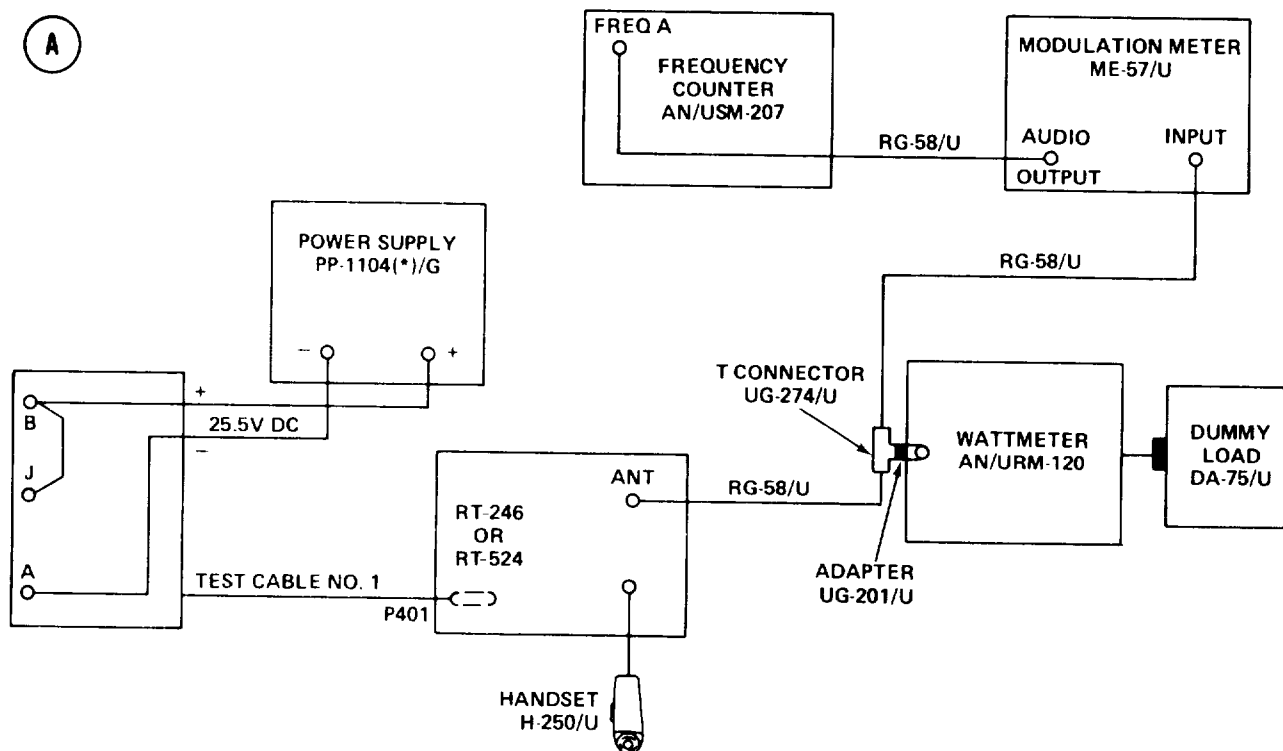 A
FREQ A
FREQUENCY
COUNTER
AN/USM-207
MODULATION METER
ME-57/U
AUDIO
OUTPUT
INPUT
RG-58/U
POWER SUPPLY
PP-1104(*)/G
- +
RG-58/U
B
J
A
+
25.5V DC
-
T CONNECTOR
UG-274/U
WATTMETER
AN/URM-120
DUMMY
LOAD
DA-75/U
ANT
RT-246
OR
RT-524
RG-58/U
TEST CABLE NO. 1
P401
ADAPTER
UG-201/U
HANDSET
H-250/U